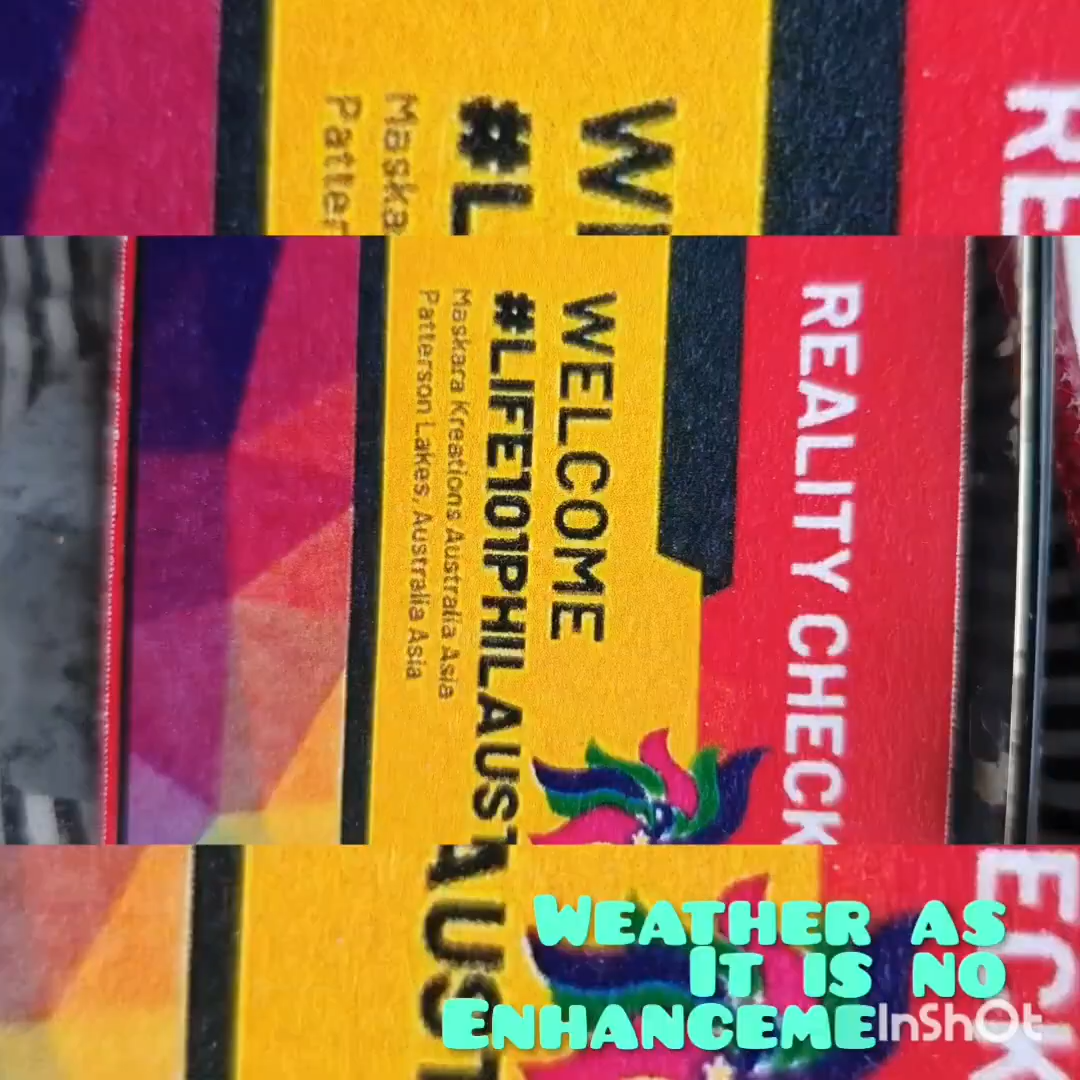 REALITY CHECK
WELCOME
#LIFE101PHILAUST
Maskara Kreations Australia Asia
Patterson Lakes, Australia Asia
WEATHER AS
IT IS NO
ENHANCEME
InShOt